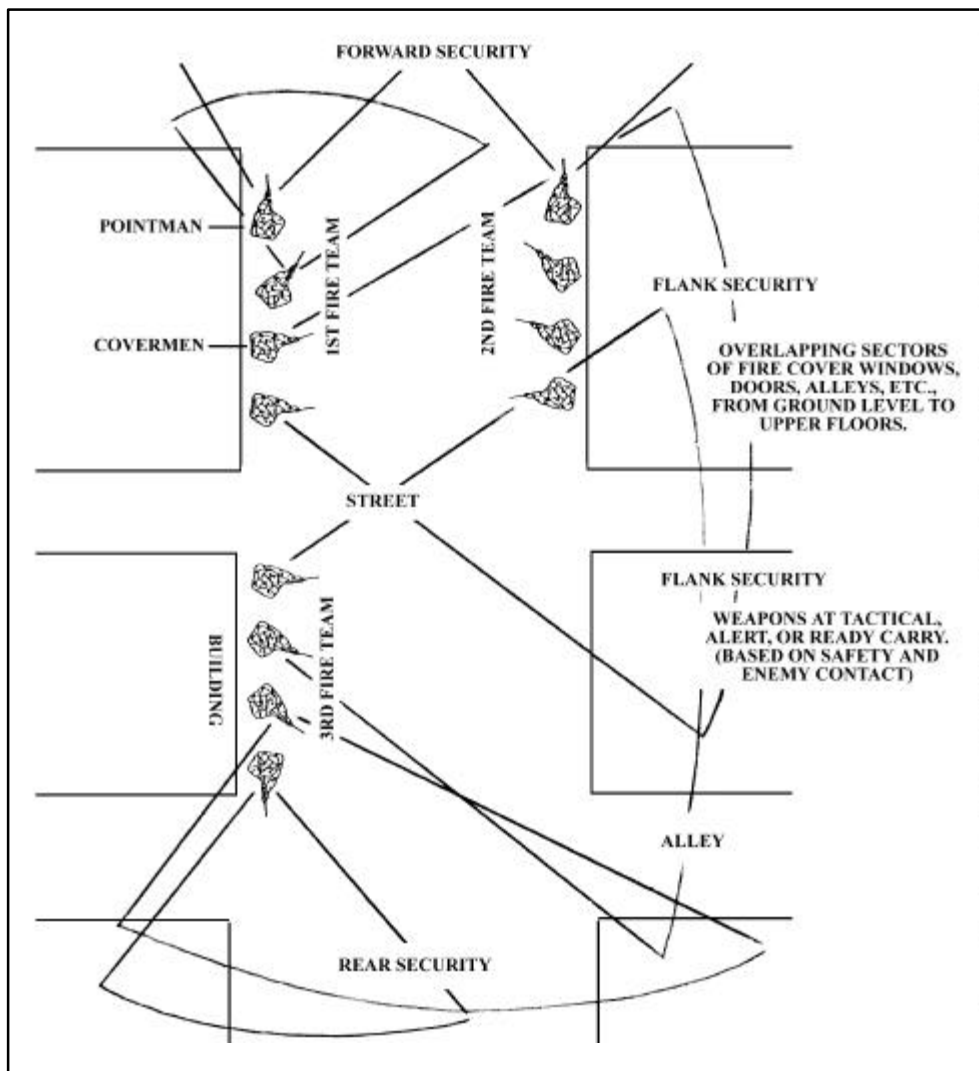 FORWARD SECURITY
POINTMAN
1ST FIRE TEAM
2ND FIRE TEAM
FLANK SECURITY
COVERMEN
OVERLAPPING SECTORS
OF FIRE COVER WINDOWS,
DOORS, ALLEYS, ETC.,
FROM GROUND LEVEL TO
UPPER FLOORS.
STREET
FLANK SECURITY
WEAPONS AT TACTICAL,
ALERT, OR READY CARRY.
(BASED ON SAFETY AND
ENEMY CONTACT)
BUILDING
3RD FIRE TEAM
ALLEY
REAR SECURITY